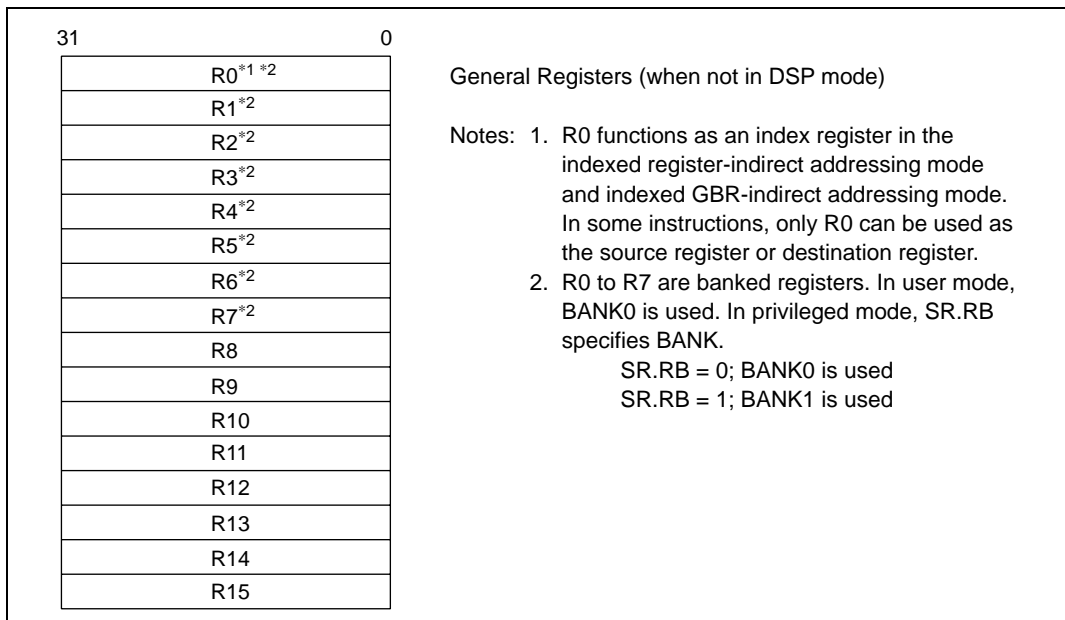 31 0
R0*1 *2
R1*2
R2*2
R3*2
R4*2
R5*2
R6*2
R7*2
R8
R9
R10
R11
R12
R13
R14
R15
General Registers (when not in DSP mode)
Notes: 1. R0 functions as an index register in the
indexed register-indirect addressing mode
and indexed GBR-indirect addressing mode.
In some instructions, only R0 can be used as
the source register or destination register.
2. R0 to R7 are banked registers. In user mode,
BANK0 is used. In privileged mode, SR.RB
specifies BANK.
SR.RB = 0; BANK0 is used
SR.RB = 1; BANK1 is used